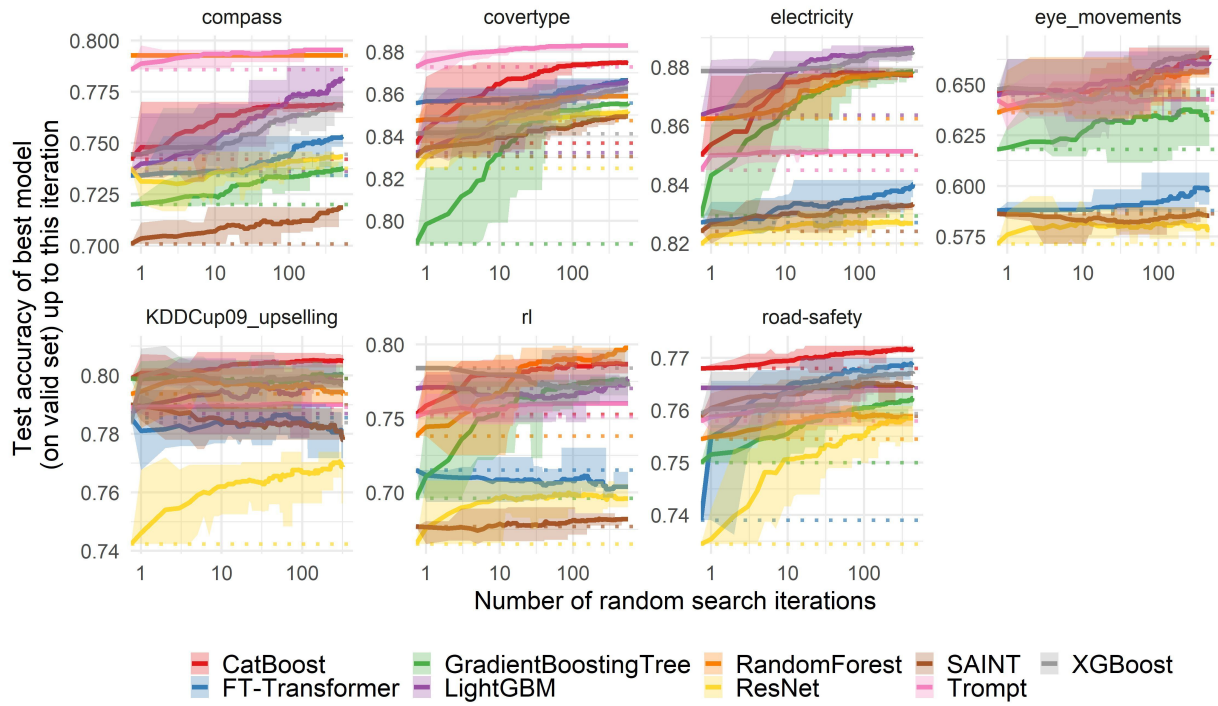 compass
covertype
electricity
eye_movements
0.800
0.775
0.750
0.725
0.700
0.88
0.86
0.84
0.82
0.80
0.88
0.86
0.84
0.82
0.650
0.625
0.600
0.575
1 10 100
1 10 100
1 10 100
1 10 100
Test accuracy of best model
(on valid set) up to this iteration
KDDCup09_upselling
rl
road-safety
0.80
0.78
0.76
0.74
0.80
0.75
0.70
0.77
0.76
0.75
0.74
1 10 100
1 10 100
1 10 100
Number of random search iterations
CatBoost GradientBoostingTree RandomForest SAINT XGBoost
FT-Transformer LightGBM ResNet Trompt